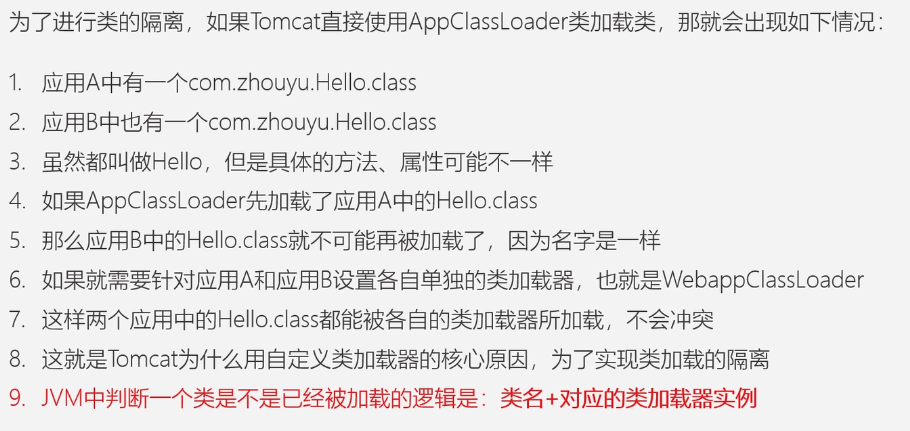 为了进行类的隔离，如果Tomcat直接使用AppClassLoader类加载类，那就会出现如下情况：
1. 应用A中有一个com.zhouyu.Hello.class
2. 应用B中也有一个com.zhouyu.Hello.class
3. 虽然都叫做Hello，但是具体的方法、属性可能不一样
4. 如果AppClassLoader先加载了应用A中的Hello.class
5. 那么应用B中的Hello.class就不可能再被加载了，因为名字是一样
6. 如果就需要针对应用A和应用B设置各自单独的类加载器，也就是WebappClassLoader
7. 这样两个应用中的Hello.class都能被各自的类加载器所加载，不会冲突
8. 这就是Tomcat为什么用自定义类加载器的核心原因，为了实现类加载的隔离
9. JVM中判断一个类是不是已经被加载的逻辑是：类名+对应的类加载器实例